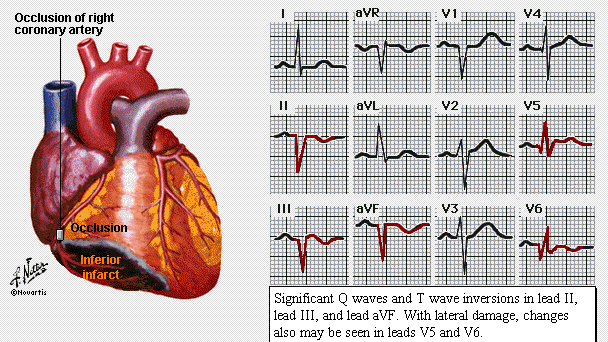 Occlusion of right
coronary artery
Occlusion
Inferior
infarct
F. Netter
©Novartis
I
aVR
V1
V4
II
aVL
V2
V5
III
aVF
V3
V6
Significant Q waves and T wave inversions in lead II,
lead III, and lead aVF. With lateral damage, changes
also may be seen in leads V5 and V6.